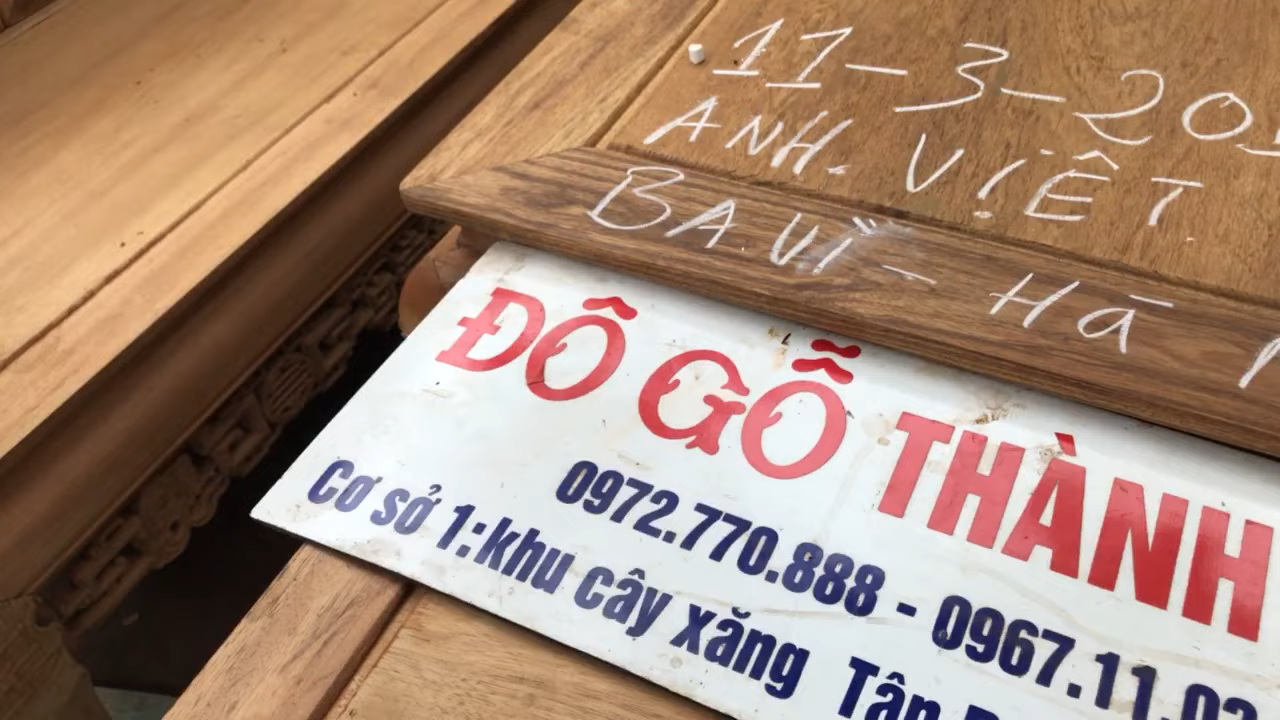 11-3-20
ANH. VIỆT.
BA.VÌ - Hà
ĐỒ GỖ THÀNH
0972.770.888 - 0967.11.03
Cơ sở 1:khu cây xăng Tân